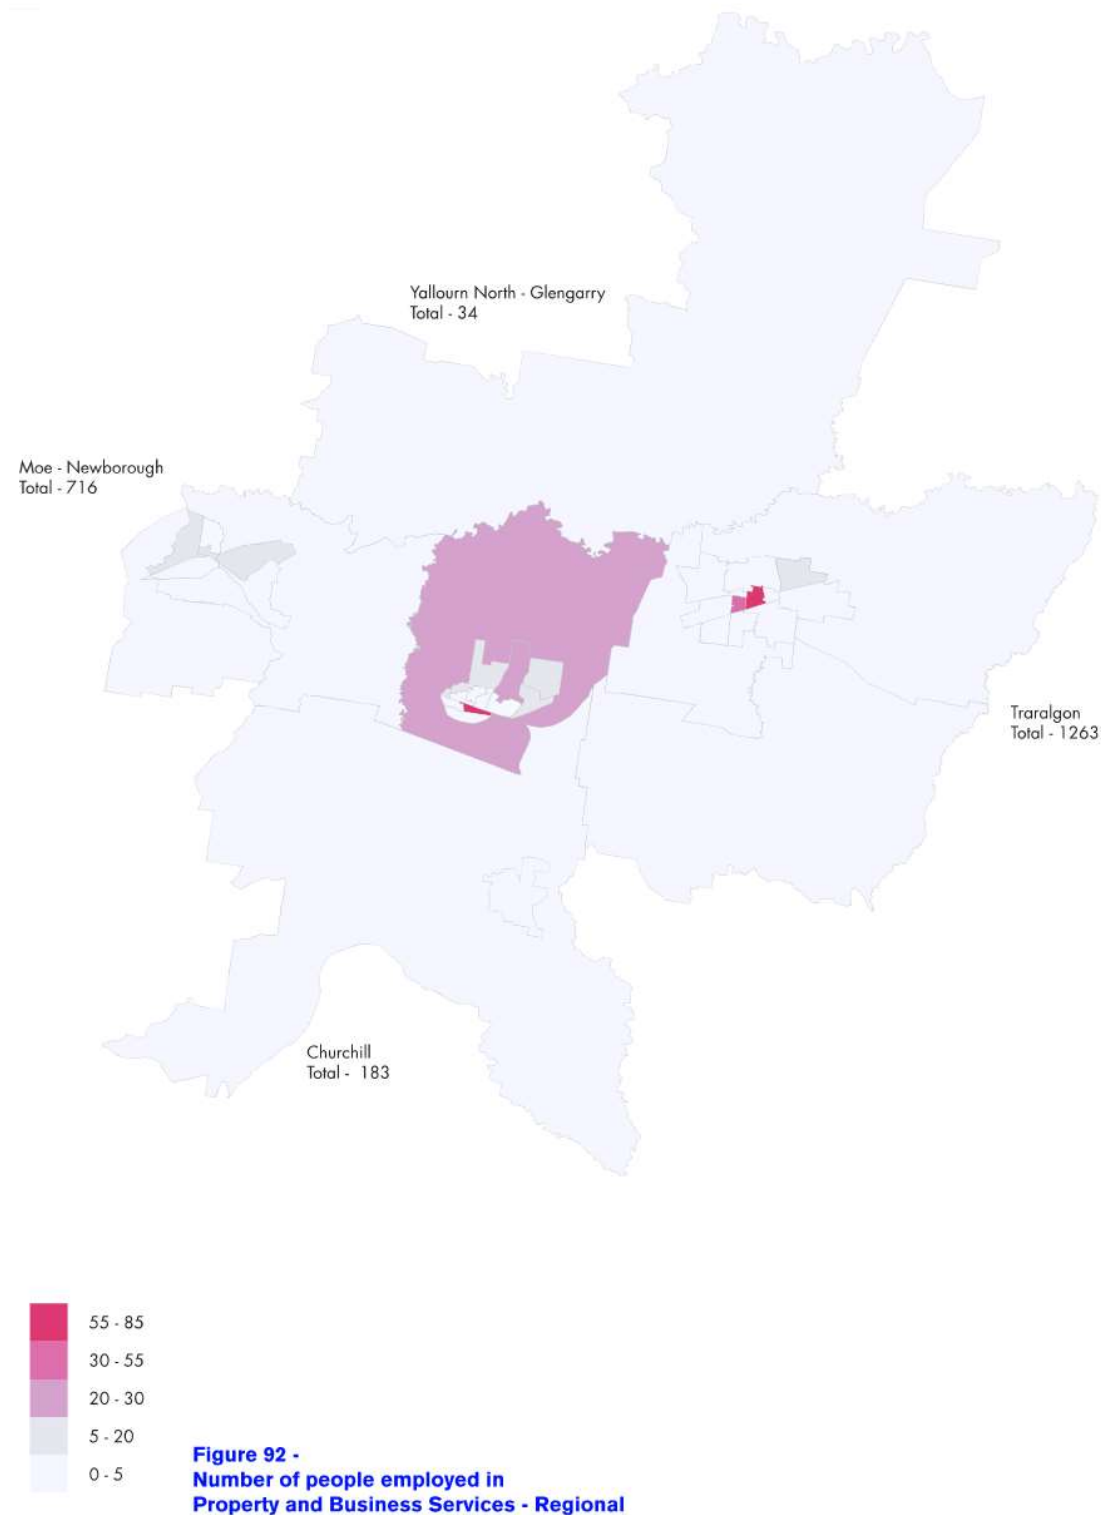 Yallourn North - Glengarry
Total - 34
Moe - Newborough
Total - 716
Traralgon
Total - 1263
Churchill
Total - 183
55 - 85
30 - 55
20 - 30
5 - 20
0 - 5
Figure 92 -
Number of people employed in
Property and Business Services - Regional